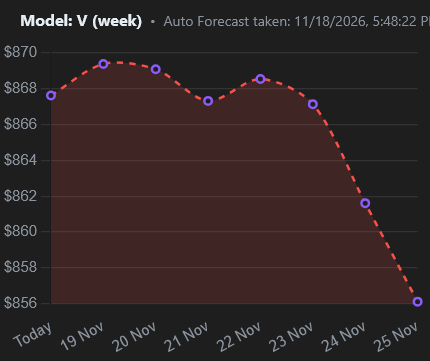 Model: V (week) • Auto Forecast taken: 11/18/2026, 5:48:22 P
$870
$868
$866
$864
$862
$860
$858
$856
Today
19 Nov
20 Nov
21 Nov
22 Nov
23 Nov
24 Nov
25 Nov